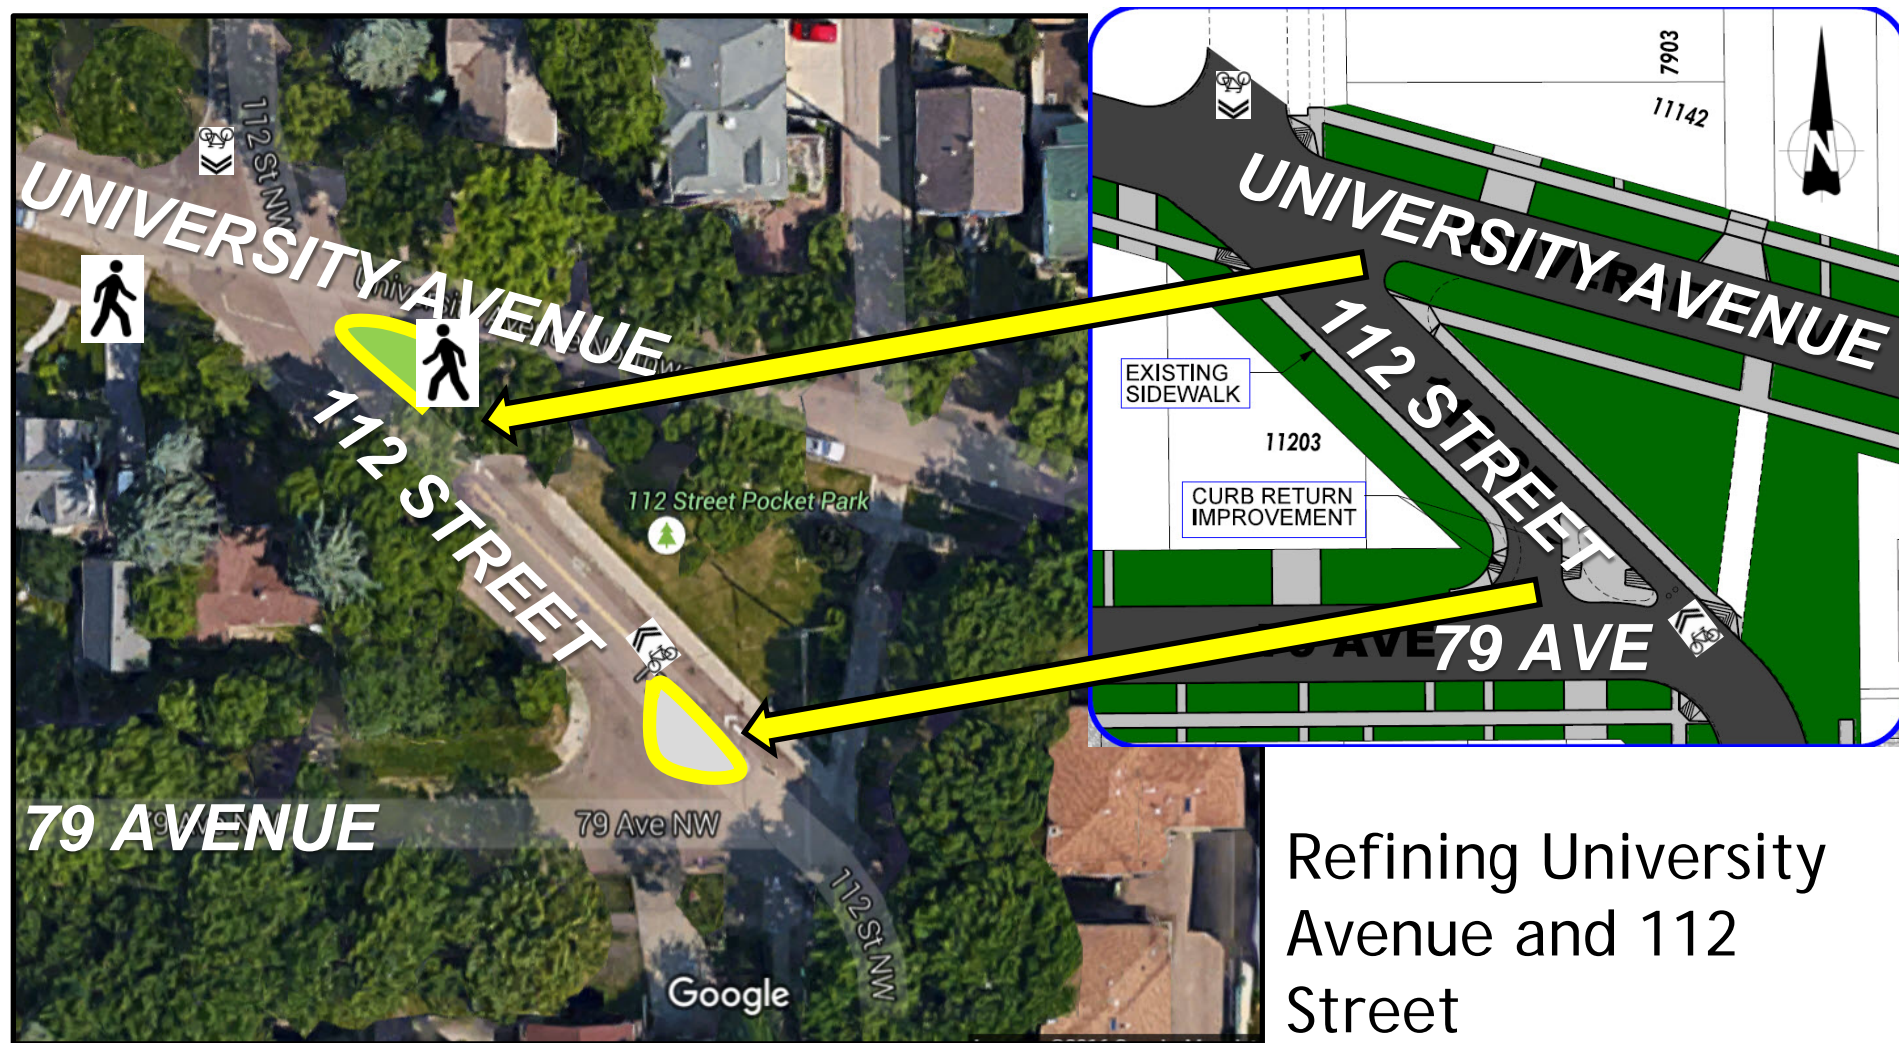 112 St NW
UNIVERSITY AVENUE
112 STREET
112 Street Pocket Park
79 AVENUE
79 Ave NW
112 St NW
Google
7903
11142
N
UNIVERSITY AVENUE
EXISTING
SIDEWALK
112 STREET
11203
CURB RETURN
IMPROVEMENT
79 AVE
Refining University
Avenue and 112
Street